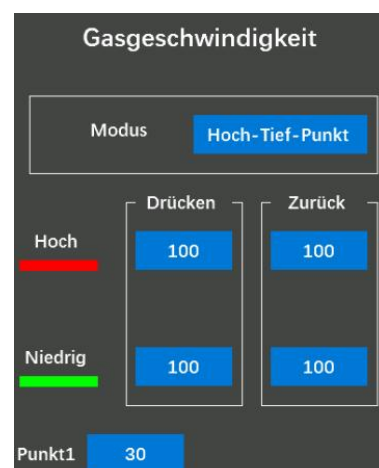 Gasgeschwindigkeit
Modus Hoch-Tief-Punkt
Drücken Zurück
Hoch 100 100
Niedrig 100 100
Punkt1 30